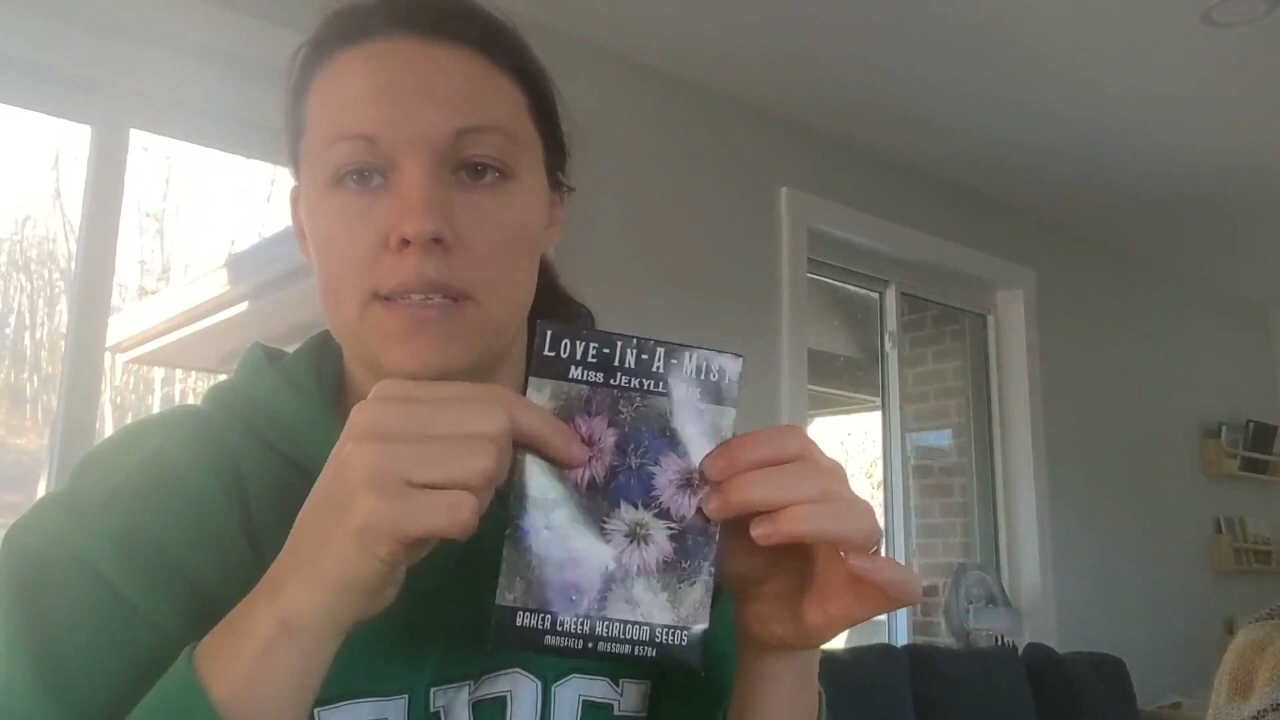 LOVE-IN-A-MIST
MISS JEKYLL
BAKER CREEK HEIRLOOM SEEDS
MANSFIELD * MISSOURI 65704